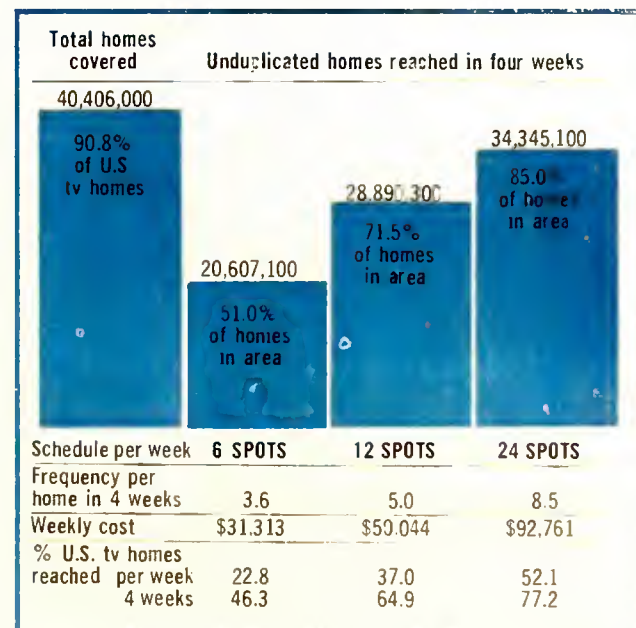 Total homes
covered
Unduplicated homes reached in four weeks
40,406,000
90.8%
of U.S
tv homes
20,607,100
51.0%
of homes
in area
28,890,300
71.5%
of homes
in area
34,345,100
85.0%
of homes
in area
Schedule per week 6 SPOTS 12 SPOTS 24 SPOTS
Frequency per
home in 4 weeks 3.6 5.0 8.5
Weekly cost $31,313 $50.044 $92,761
% U.S. tv homes
reached per week 22.8 37.0 52.1
4 weeks 46.3 64.9 77.2